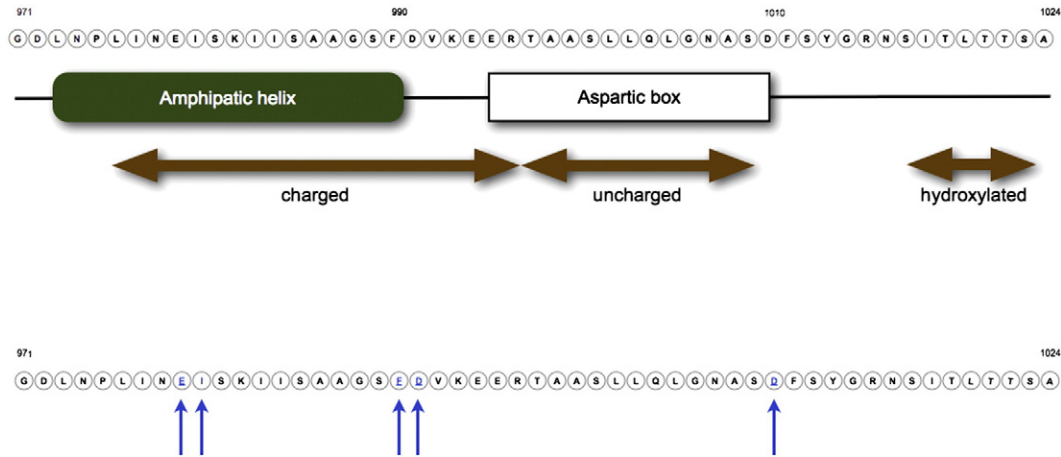 971 990 1010 1024
G D L N P L I N E I S K I I S A A G S F D V K E E R T A A S L L Q L G N A S D F S Y G R N S I T L T T S A
Amphipatic helix Aspartic box
charged uncharged hydroxylated
971 1024
G D L N P L I N E I S K I I S A A G S F D V K E E R T A A S L L Q L G N A S D F S Y G R N S I T L T T S A